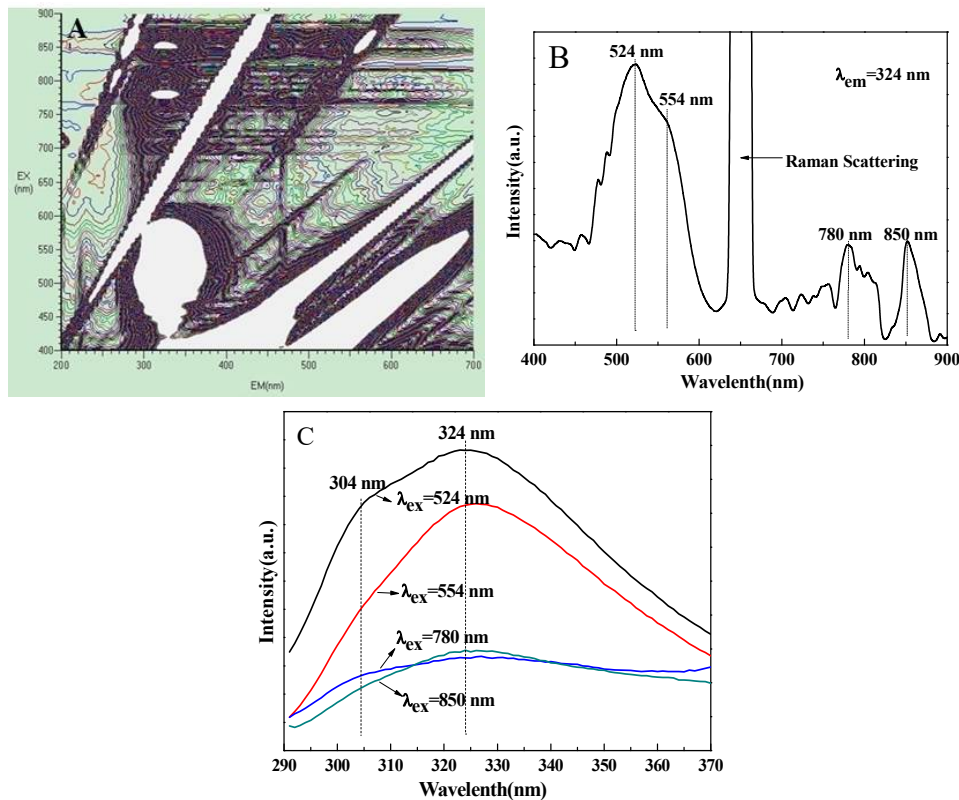 A
900
850
800
750
700
650
600
550
500
450
400
EX
(nm)
200 300 400 500 600 700
EM(nm)
B
524 nm
554 nm
λem=324 nm
Raman Scattering
780 nm 850 nm
Intensity(a.u.)
400 500 600 700 800 900
Wavelenth(nm)
C
324 nm
304 nm
λex=524 nm
λex=554 nm
λex=780 nm
λex=850 nm
Intensity(a.u.)
290 300 310 320 330 340 350 360 370
Wavelenth(nm)